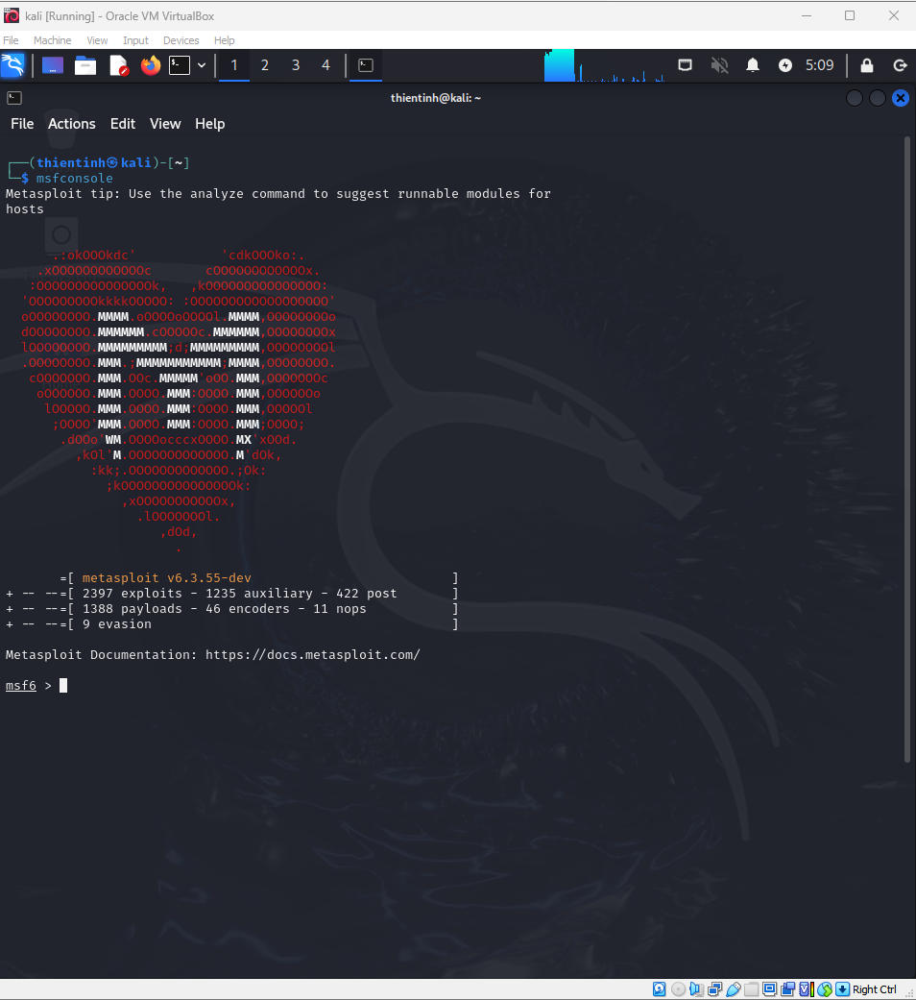 kali [Running] - Oracle VM VirtualBox
File Machine View Input Devices Help
1 2 3 4 5:09
thientinh@kali: ~
File Actions Edit View Help
┌──(thientinh㉿kali)-[~]
└─$ msfconsole
Metasploit tip: Use the analyze command to suggest runnable modules for
hosts
.:okOOOkdc' 'cdkOOOko:.
.xOOOOOOOOOOOOc cOOOOOOOOOOOOx.
:OOOOOOOOOOOOOOOk, ,kOOOOOOOOOOOOOOO:
'OOOOOOOOOkkkkOOOOO: :OOOOOOOOOOOOOOOOOO'
oOOOOOOOO.MMMM.oOOOOoOOOOl.MMMM,OOOOOOOOo
dOOOOOOOO.MMMMMM.cOOOOOc.MMMMMM,OOOOOOOOx
lOOOOOOOO.MMMMMMMMM;d;MMMMMMMMM,OOOOOOOOl
.OOOOOOOO.MMM.;MMMMMMMMMMM;MMMM,OOOOOOOO.
cOOOOOOO.MMM.OOc.MMMMM'oOO.MMM,OOOOOOOc
oOOOOOO.MMM.OOOO.MMM:OOOO.MMM,OOOOOOo
lOOOOO.MMM.OOOO.MMM:OOOO.MMM,OOOOOl
;OOOO'MMM.OOOO.MMM:OOOO.MMM;OOOO;
.dOOo'WM.OOOOocccxOOOO.MX'xOOd.
,kOl'M.OOOOOOOOOOOOO.M'dOk,
:kk;.OOOOOOOOOOOOO.;Ok:
;kOOOOOOOOOOOOOOOk:
,xOOOOOOOOOOOx,
.lOOOOOOOl.
,dOd,
.
=[ metasploit v6.3.55-dev ]
+ -- --=[ 2397 exploits - 1235 auxiliary - 422 post ]
+ -- --=[ 1388 payloads - 46 encoders - 11 nops ]
+ -- --=[ 9 evasion ]
Metasploit Documentation: https://docs.metasploit.com/
msf6 >
Right Ctrl